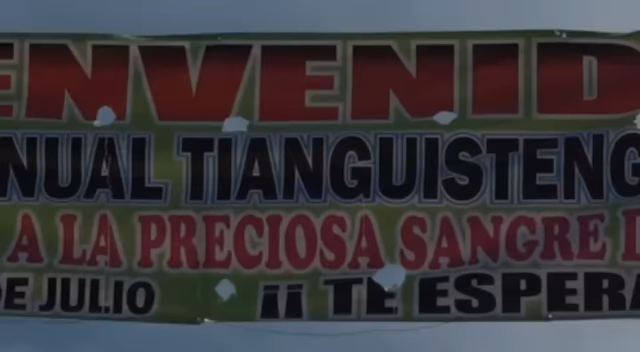 ENVENID
NUAL TIANGUISTENG
A LA PRECIOSA SANGRE D
DE JULIO ¡¡ TE ESPERA